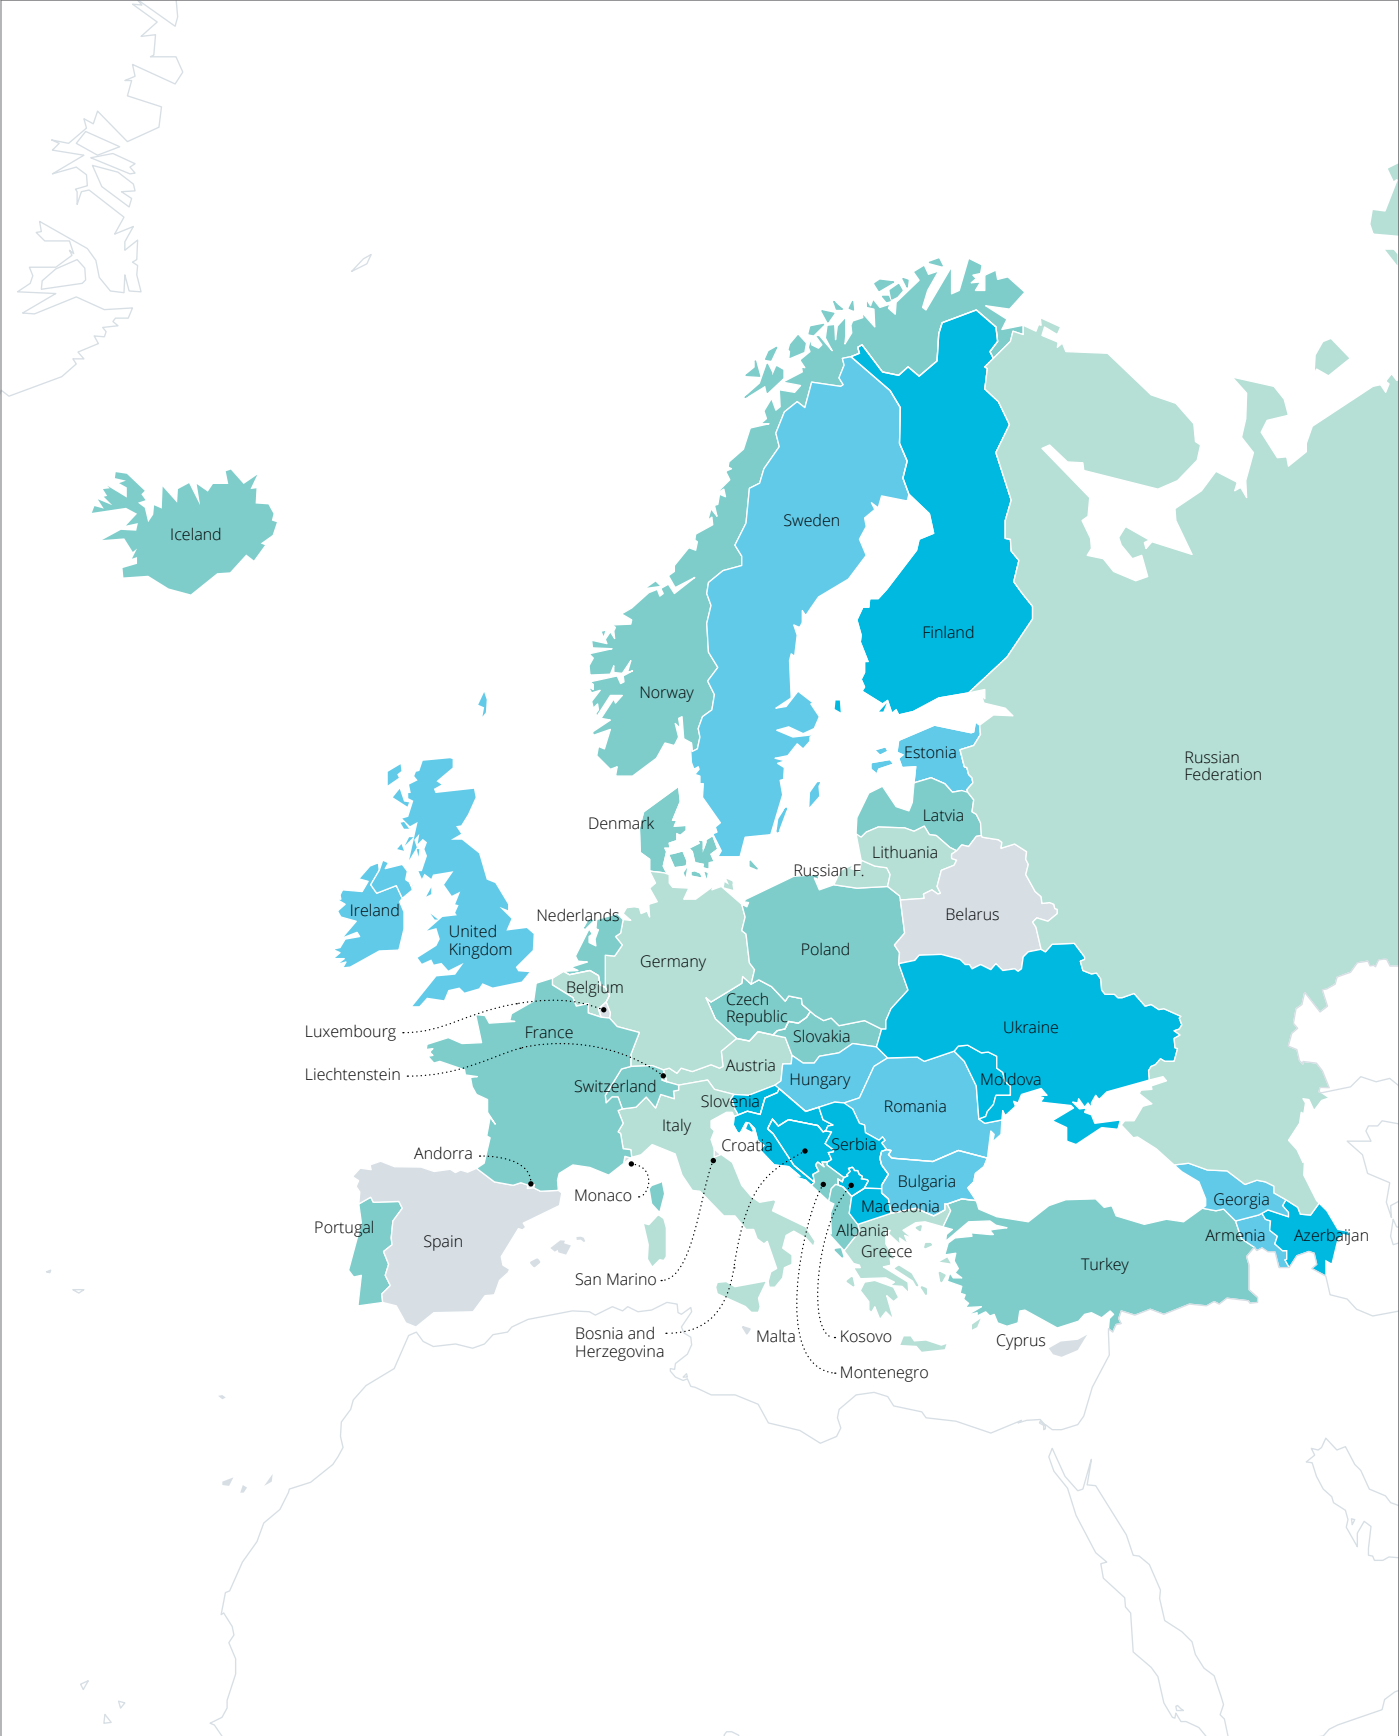 Iceland
Sweden
Finland
Norway
Estonia
Russian
Federation
Latvia
Denmark
Lithuania
Russian F.
Ireland
Nederlands
Belarus
United
Kingdom
Poland
Germany
Belgium
Czech
Republic
Luxembourg
France
Ukraine
Slovakia
Austria
Liechtenstein
Switzerland
Hungary
Moldova
Slovenia
Romania
Italy
Croatia
Serbia
Andorra
Bulgaria
Monaco
Georgia
Macedonia
Portugal
Albania
Armenia
Azerbaijan
Spain
Greece
Turkey
San Marino
Bosnia and
Herzegovina
Malta
Kosovo
Cyprus
Montenegro